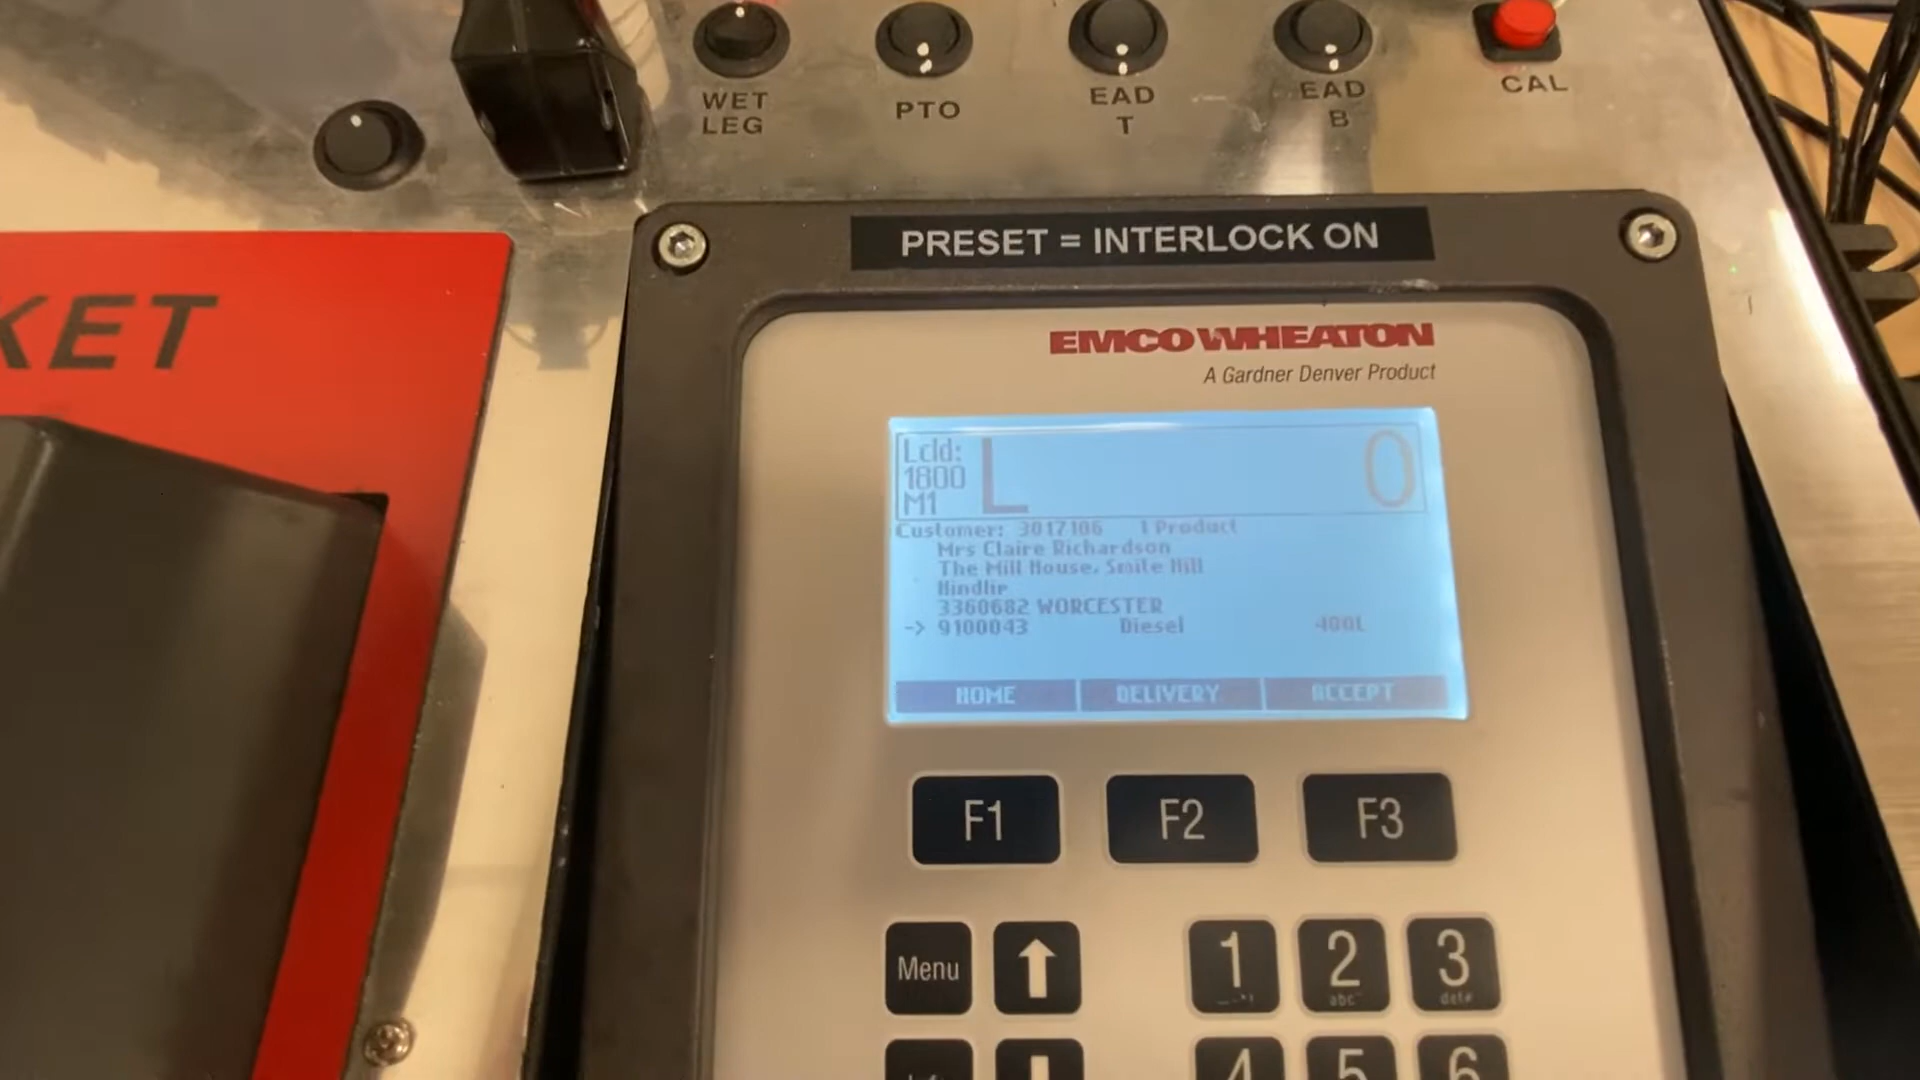 WET
LEG
PTO
EAD
T
EAD
B
CAL
PRESET = INTERLOCK ON
KET
EMCO WHEATON
A Gardner Denver Product
Lcld:
1800
M1
L 0
Customer: 3017106 1 Product
Mrs Claire Richardson
The Mill House, Smite Hill
Hindlip
3360682 WORCESTER
-> 9100043 Diesel 400L
HOME DELIVERY ACCEPT
F1 F2 F3
Menu 1 2 3
abc def#
4 5 6